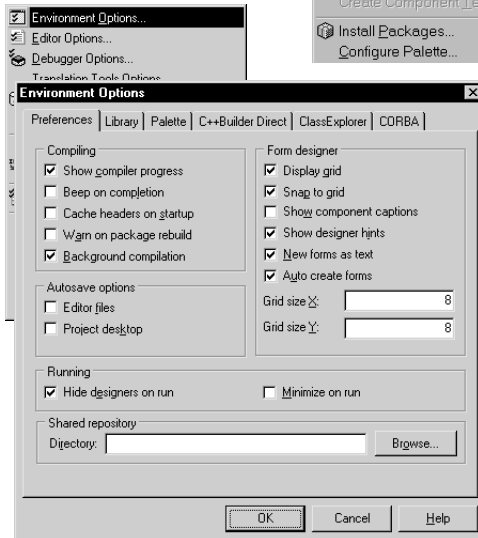 Create Component Te
Environment Options...
Editor Options...
Debugger Options...
Translation Tools Options
Install Packages...
Configure Palette...
Environment Options
Preferences Library Palette C++Builder Direct ClassExplorer CORBA
Compiling
Show compiler progress
Beep on completion
Cache headers on startup
Warn on package rebuild
Background compilation
Autosave options
Editor files
Project desktop
Form designer
Display grid
Snap to grid
Show component captions
Show designer hints
New forms as text
Auto create forms
Grid size X: 8
Grid size Y: 8
Running
Hide designers on run
Minimize on run
Shared repository
Directory:
Browse...
OK Cancel Help